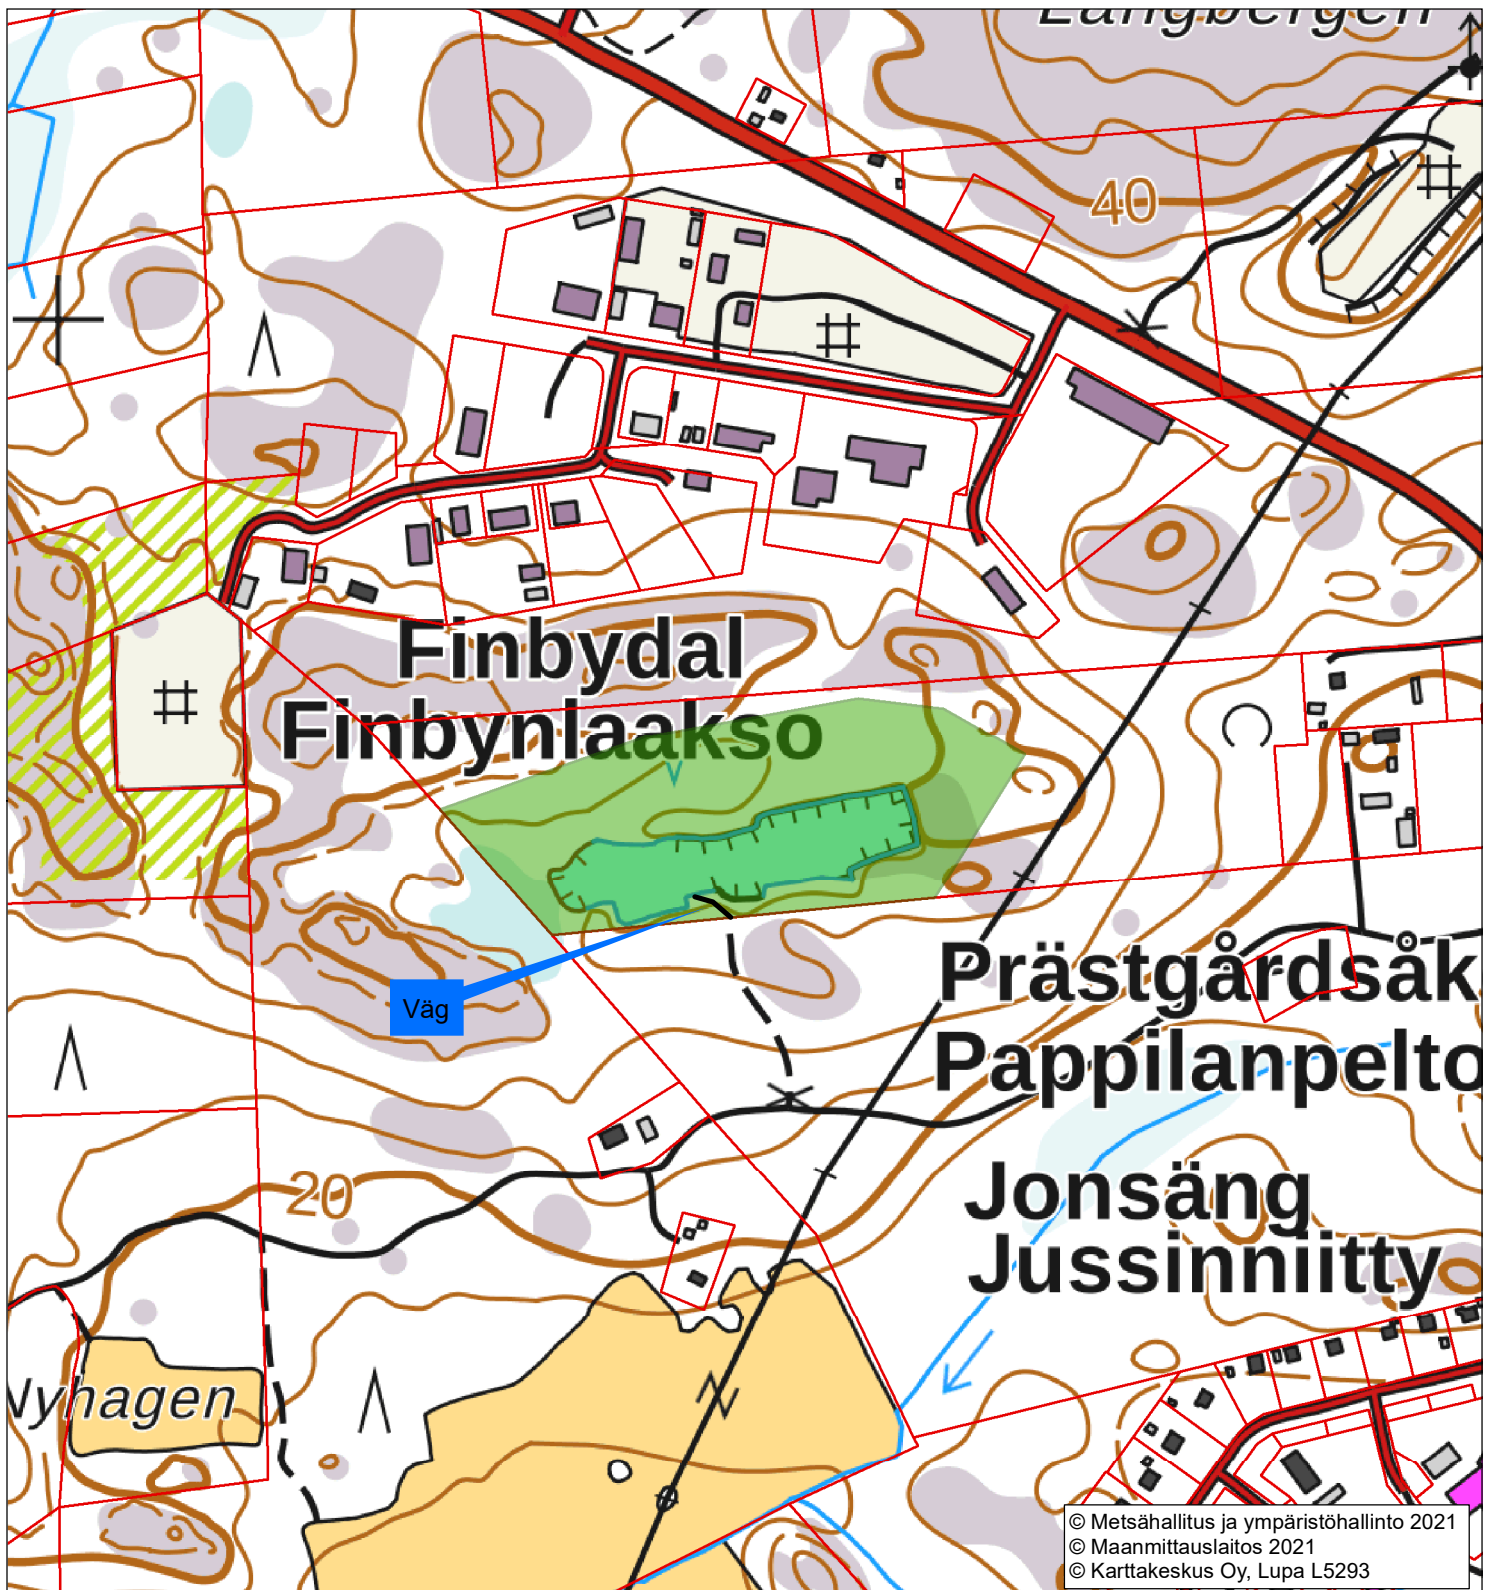 Långbergen
40
Finbydal
Finbynlaakso
Väg
Prästgårdsåk
Pappilanpelto
20
Jonsäng
Jussinniitty
Nyhagen
© Metsähallitus ja ympäristöhallinto 2021
© Maanmittauslaitos 2021
© Karttakeskus Oy, Lupa L5293